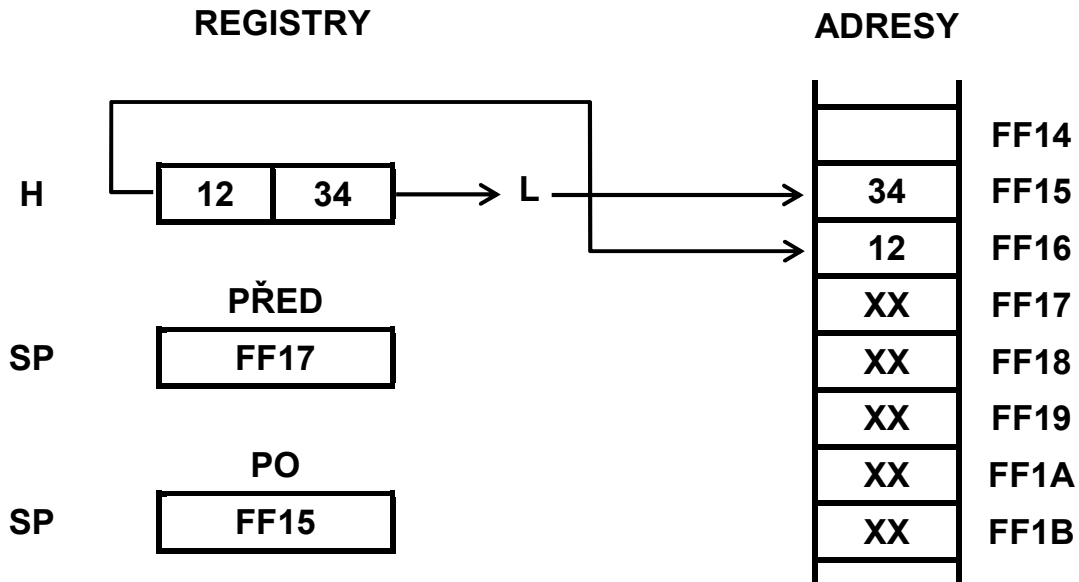 REGISTRY
ADRESY
FF14
H 12 34 L 34 FF15
12 FF16
PŘED
XX FF17
SP FF17
XX FF18
XX FF19
PO
XX FF1A
SP FF15
XX FF1B